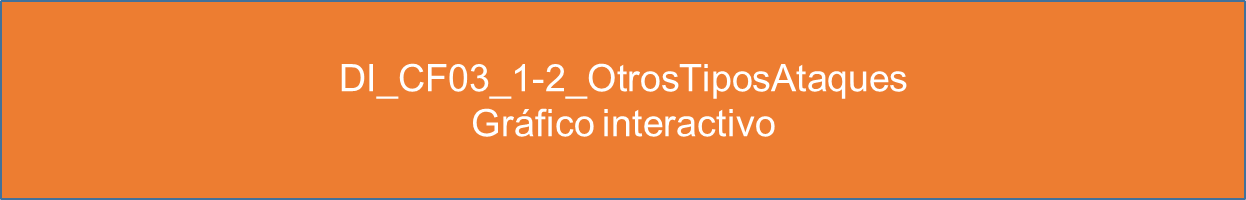 DI_CF03_1-2_OtrosTiposAtaques
Gráfico interactivo